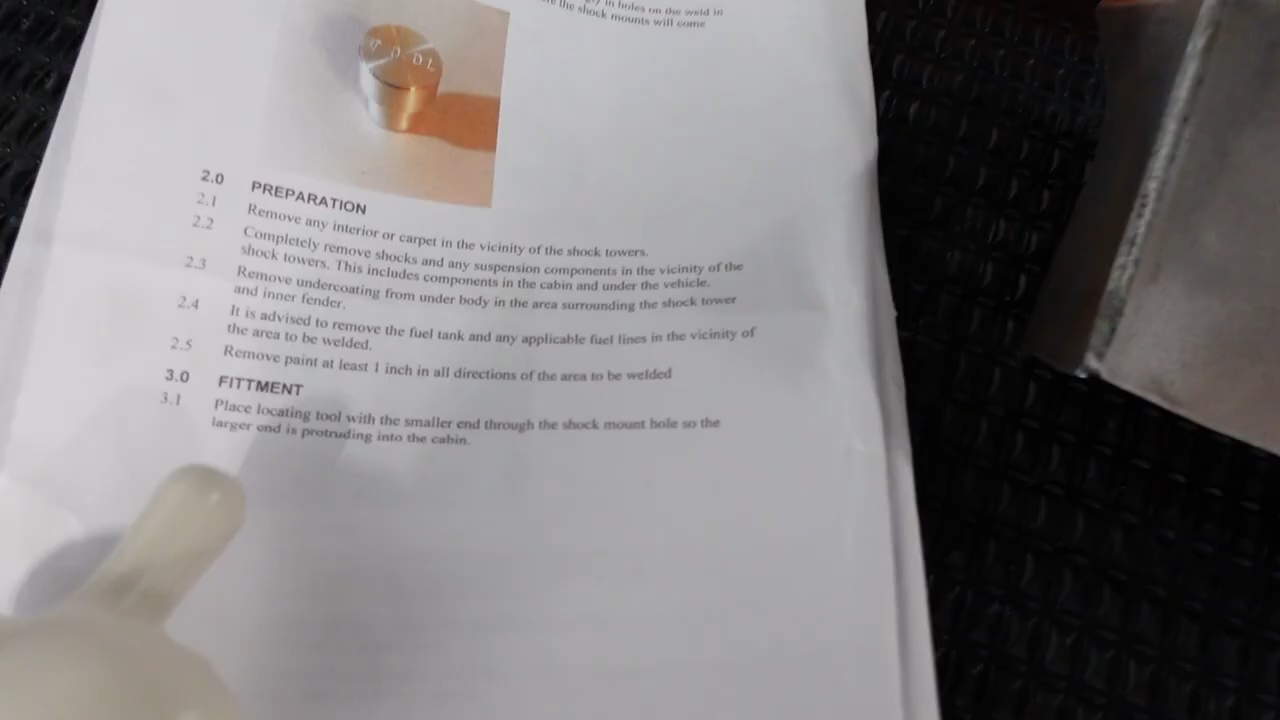 in holes on the weld in
the shock mounts will come
TODL
2.0 PREPARATION
2.1 Remove any interior or carpet in the vicinity of the shock towers.
2.2 Completely remove shocks and any suspension components in the vicinity of the
shock towers. This includes components in the cabin and under the vehicle.
2.3 Remove undercoating from under body in the area surrounding the shock tower
and inner fender.
2.4 It is advised to remove the fuel tank and any applicable fuel lines in the vicinity of
the area to be welded.
2.5 Remove paint at least 1 inch in all directions of the area to be welded
3.0 FITTMENT
3.1 Place locating tool with the smaller end through the shock mount hole so the
larger end is protruding into the cabin.